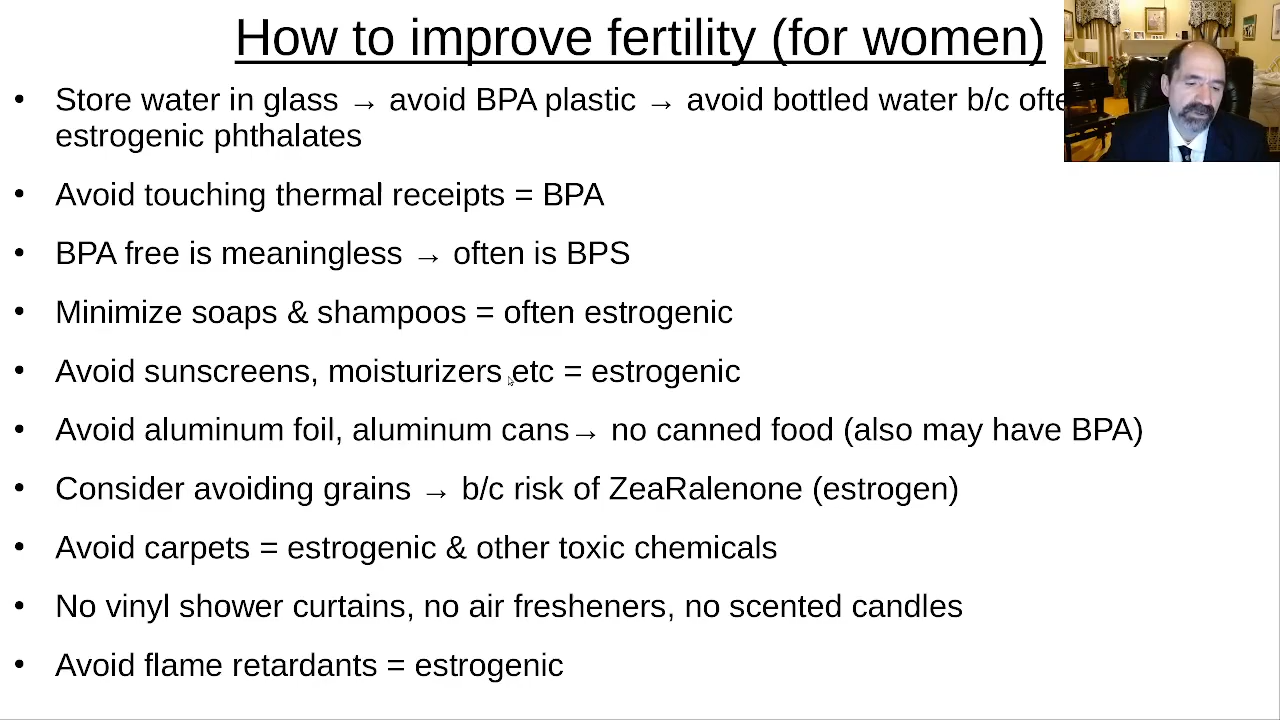 How to improve fertility (for women)
• Store water in glass → avoid BPA plastic → avoid bottled water b/c
estrogenic phthalates
• Avoid touching thermal receipts = BPA
• BPA free is meaningless → often is BPS
• Minimize soaps & shampoos = often estrogenic
• Avoid sunscreens, moisturizers etc = estrogenic
• Avoid aluminum foil, aluminum cans→ no canned food (also may have BPA)
• Consider avoiding grains → b/c risk of ZeaRalenone (estrogen)
• Avoid carpets = estrogenic & other toxic chemicals
• No vinyl shower curtains, no air fresheners, no scented candles
• Avoid flame retardants = estrogenic